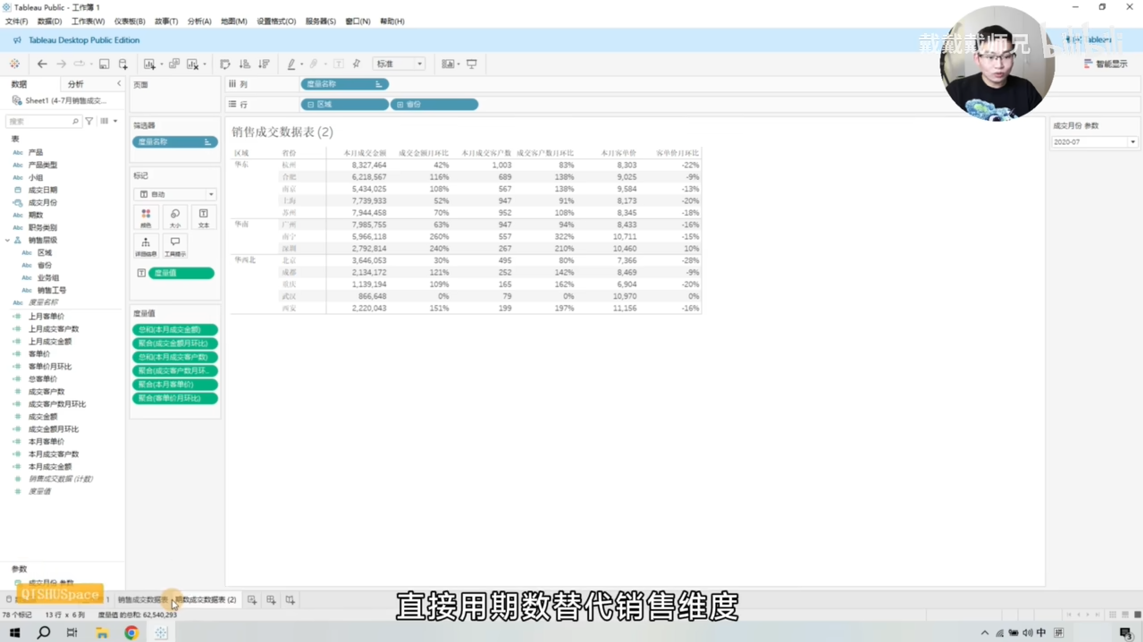 Tableau Public - 工作簿 1
文件(F) 数据(D) 工作表(W) 仪表板(B) 故事(T) 分析(A) 地图(M) 设置格式(O) 服务器(S) 窗口(N) 帮助(H)
Tableau Desktop Public Edition
戴戴戴师兄
标准
智能显示
数据 分析
Sheet1 (4-7月销售成交...
搜索
表
Abc 产品
Abc 产品类型
Abc 小组
成交日期
成交月份
Abc 期数
Abc 职务类别
销售层级
Abc 区域
Abc 省份
Abc 业务组
Abc 销售工号
Abc 度量名称
上月客单价
上月成交客户数
上月成交金额
客单价
客单价月环比
总客单价
成交客户数
成交客户数月环比
成交金额
成交金额月环比
本月客单价
本月成交客户数
本月成交金额
销售成交数据 (计数)
度量值
参数
成交月份 参数
页面
筛选器
度量名称
标记
自动
颜色 大小 文本
详细信息 工具提示
度量值
度量值
总和(本月成交金额)
聚合(成交金额月环比)
总和(本月成交客户数)
聚合(成交客户数月环..
聚合(本月客单价)
聚合(客单价月环比)
列 度量名称
行 区域 省份
销售成交数据表 (2)
区域 省份 本月成交金额 成交金额月环比 本月成交客户数 成交客户数月环比 本月客单价 客单价月环比
华东 杭州 8,327,464 42% 1,003 83% 8,303 -22%
合肥 6,218,567 116% 689 138% 9,025 -9%
南京 5,434,025 108% 567 138% 9,584 -13%
上海 7,739,933 52% 947 91% 8,173 -20%
苏州 7,944,458 70% 952 108% 8,345 -18%
华南 广州 7,985,755 63% 947 94% 8,433 -16%
南宁 5,966,118 260% 557 322% 10,711 -15%
深圳 2,792,814 240% 267 210% 10,460 10%
华西北 北京 3,646,053 30% 495 80% 7,366 -28%
成都 2,134,172 121% 252 142% 8,469 -9%
重庆 1,139,194 109% 165 162% 6,904 -20%
武汉 866,648 0% 79 0% 10,970 0%
西安 2,220,043 151% 199 197% 11,156 -16%
成交月份 参数
2020-07
QISHUSpace
销售成交数据表 期数成交数据表 (2)
直接用期数替代销售维度
78 个标记 13 行 x 6 列 度量值 的总和: 62,540,293
中 拼